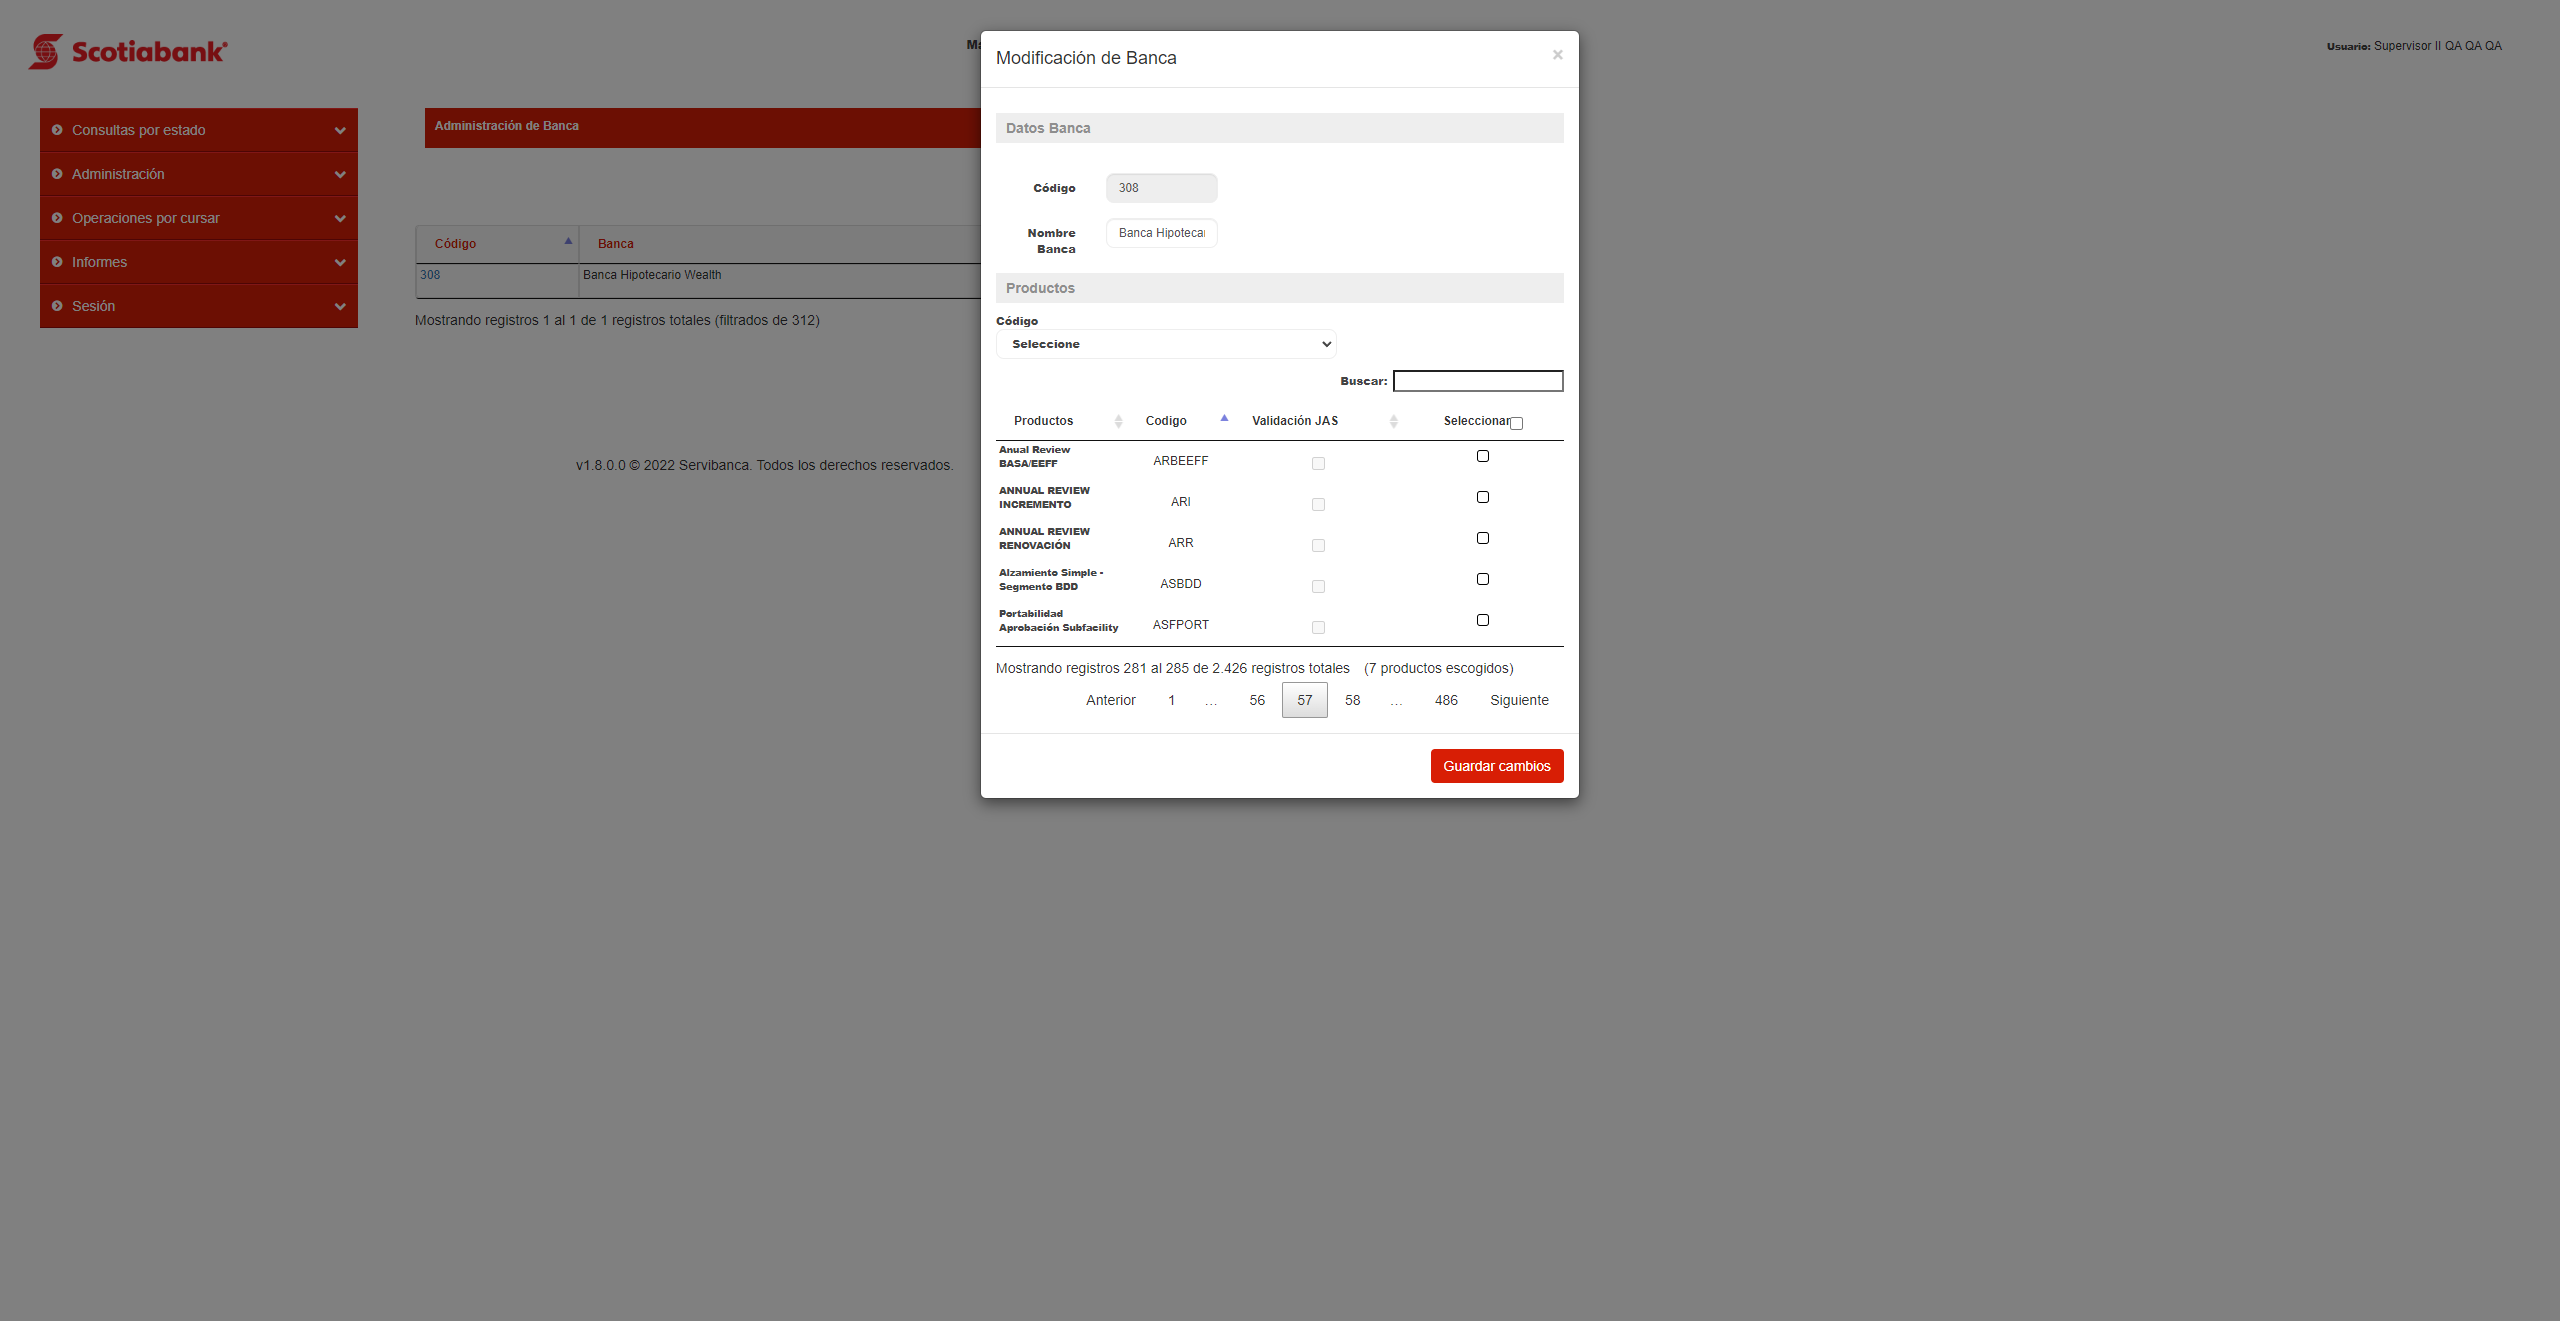 Scotiabank
Ma
Usuario: Supervisor II QA QA QA
Consultas por estado
Administración
Operaciones por cursar
Informes
Sesión
Administración de Banca
Código
Banca
308
Banca Hipotecario Wealth
Mostrando registros 1 al 1 de 1 registros totales (filtrados de 312)
v1.8.0.0 © 2022 Servibanca. Todos los derechos reservados.
Modificación de Banca
×
Datos Banca
Código
308
Nombre
Banca
Banca Hipotecar
Productos
Código
Seleccione
Buscar:
Productos
Codigo
Validación JAS
Seleccionar
Anual Review
BASA/EEFF
ARBEEFF
ANNUAL REVIEW
INCREMENTO
ARI
ANNUAL REVIEW
RENOVACIÓN
ARR
Alzamiento Simple -
Segmento BDD
ASBDD
Portabilidad
Aprobación Subfacility
ASFPORT
Mostrando registros 281 al 285 de 2.426 registros totales (7 productos escogidos)
Anterior 1 … 56 57 58 … 486 Siguiente
Guardar cambios